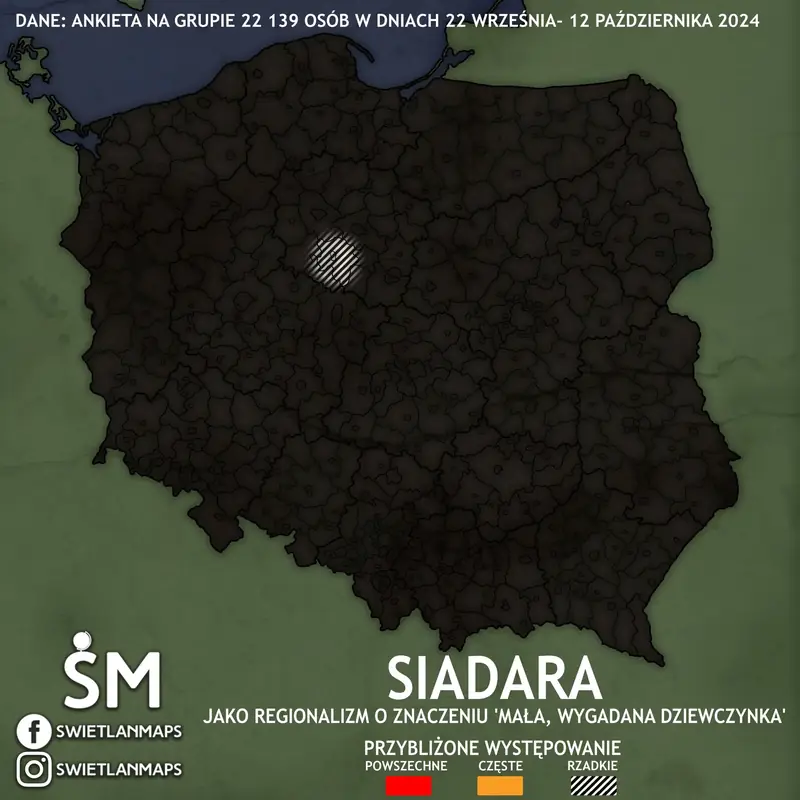 DANE: ANKIETA NA GRUPIE 22 139 OSÓB W DNIACH 22 WRZEŚNIA- 12 PAŹDZIERNIKA 2024
ŚM
SWIETLANMAPS
SWIETLANMAPS
SIADARA
JAKO REGIONALIZM O ZNACZENIU 'MAŁA, WYGADANA DZIEWCZYNKA'
PRZYBLIŻONE WYSTĘPOWANIE
POWSZECHNE CZĘSTE RZADKIE